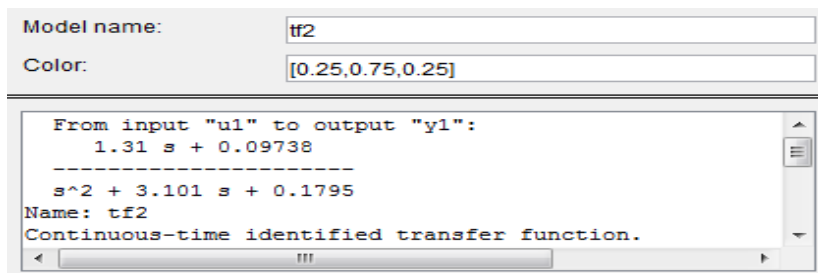 Model name: tf2
Color: [0.25,0.75,0.25]
From input "u1" to output "y1":
1.31 s + 0.09738
----------------------
s^2 + 3.101 s + 0.1795
Name: tf2
Continuous-time identified transfer function.